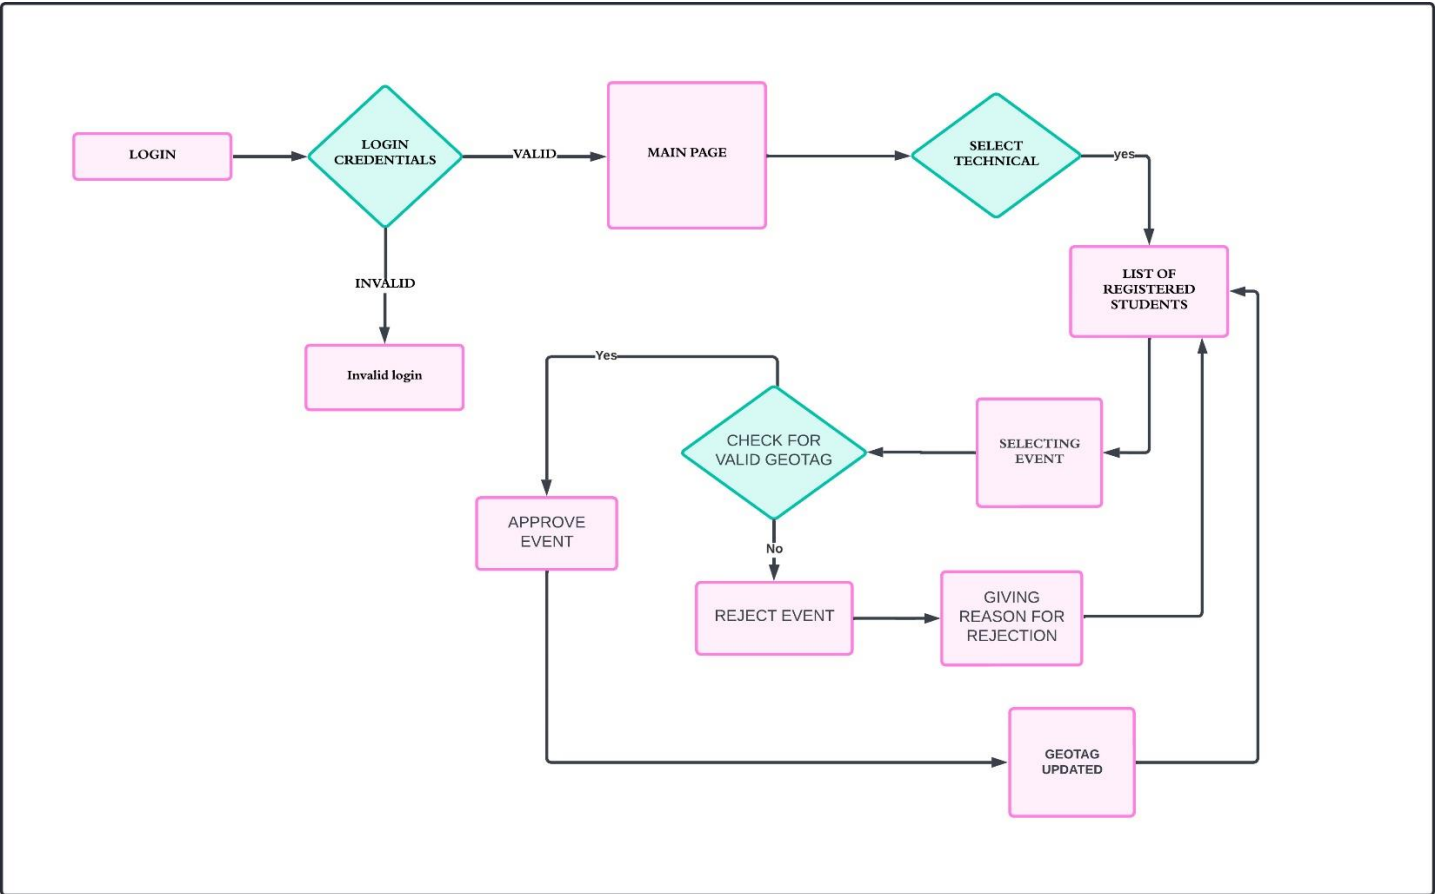 LOGIN
LOGIN
CREDENTIALS
VALID
MAIN PAGE
SELECT
TECHNICAL
yes
INVALID
Invalid login
LIST OF
REGISTERED
STUDENTS
Yes
CHECK FOR
VALID GEOTAG
SELECTING
EVENT
APPROVE
EVENT
No
REJECT EVENT
GIVING
REASON FOR
REJECTION
GEOTAG
UPDATED